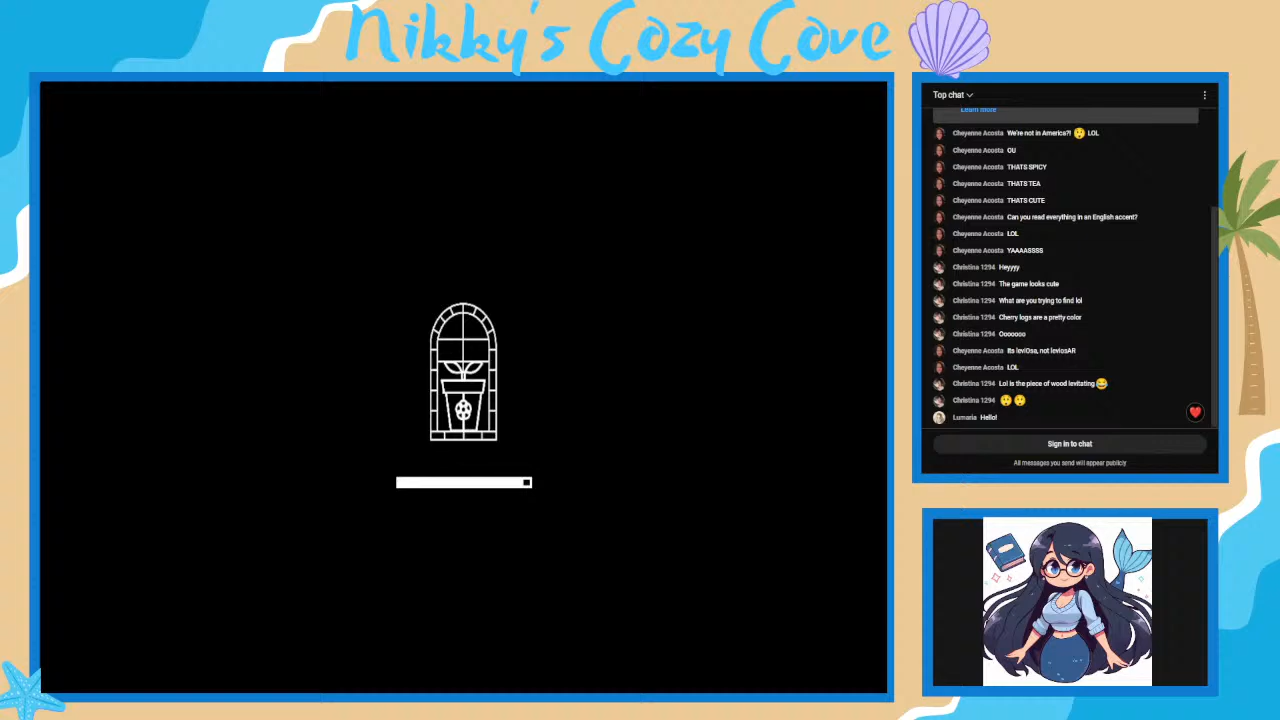 Nikky's Cozy Cove
Top chat
Learn more
Cheyenne Acosta We're not in America?! 😲 LOL
Cheyenne Acosta OU
Cheyenne Acosta THATS SPICY
Cheyenne Acosta THATS TEA
Cheyenne Acosta THATS CUTE
Cheyenne Acosta Can you read everything in an English accent?
Cheyenne Acosta LOL
Cheyenne Acosta YAAAASSSS
Christina 1294 Heyyyy
Christina 1294 The game looks cute
Christina 1294 What are you trying to find lol
Christina 1294 Cherry logs are a pretty color
Christina 1294 Ooooooo
Cheyenne Acosta Its leviOsa, not leviosAR
Cheyenne Acosta LOL
Christina 1294 Lol is the piece of wood levitating 😂
Christina 1294 😲 😲
Lumaria Hello!
Sign in to chat
All messages you send will appear publicly